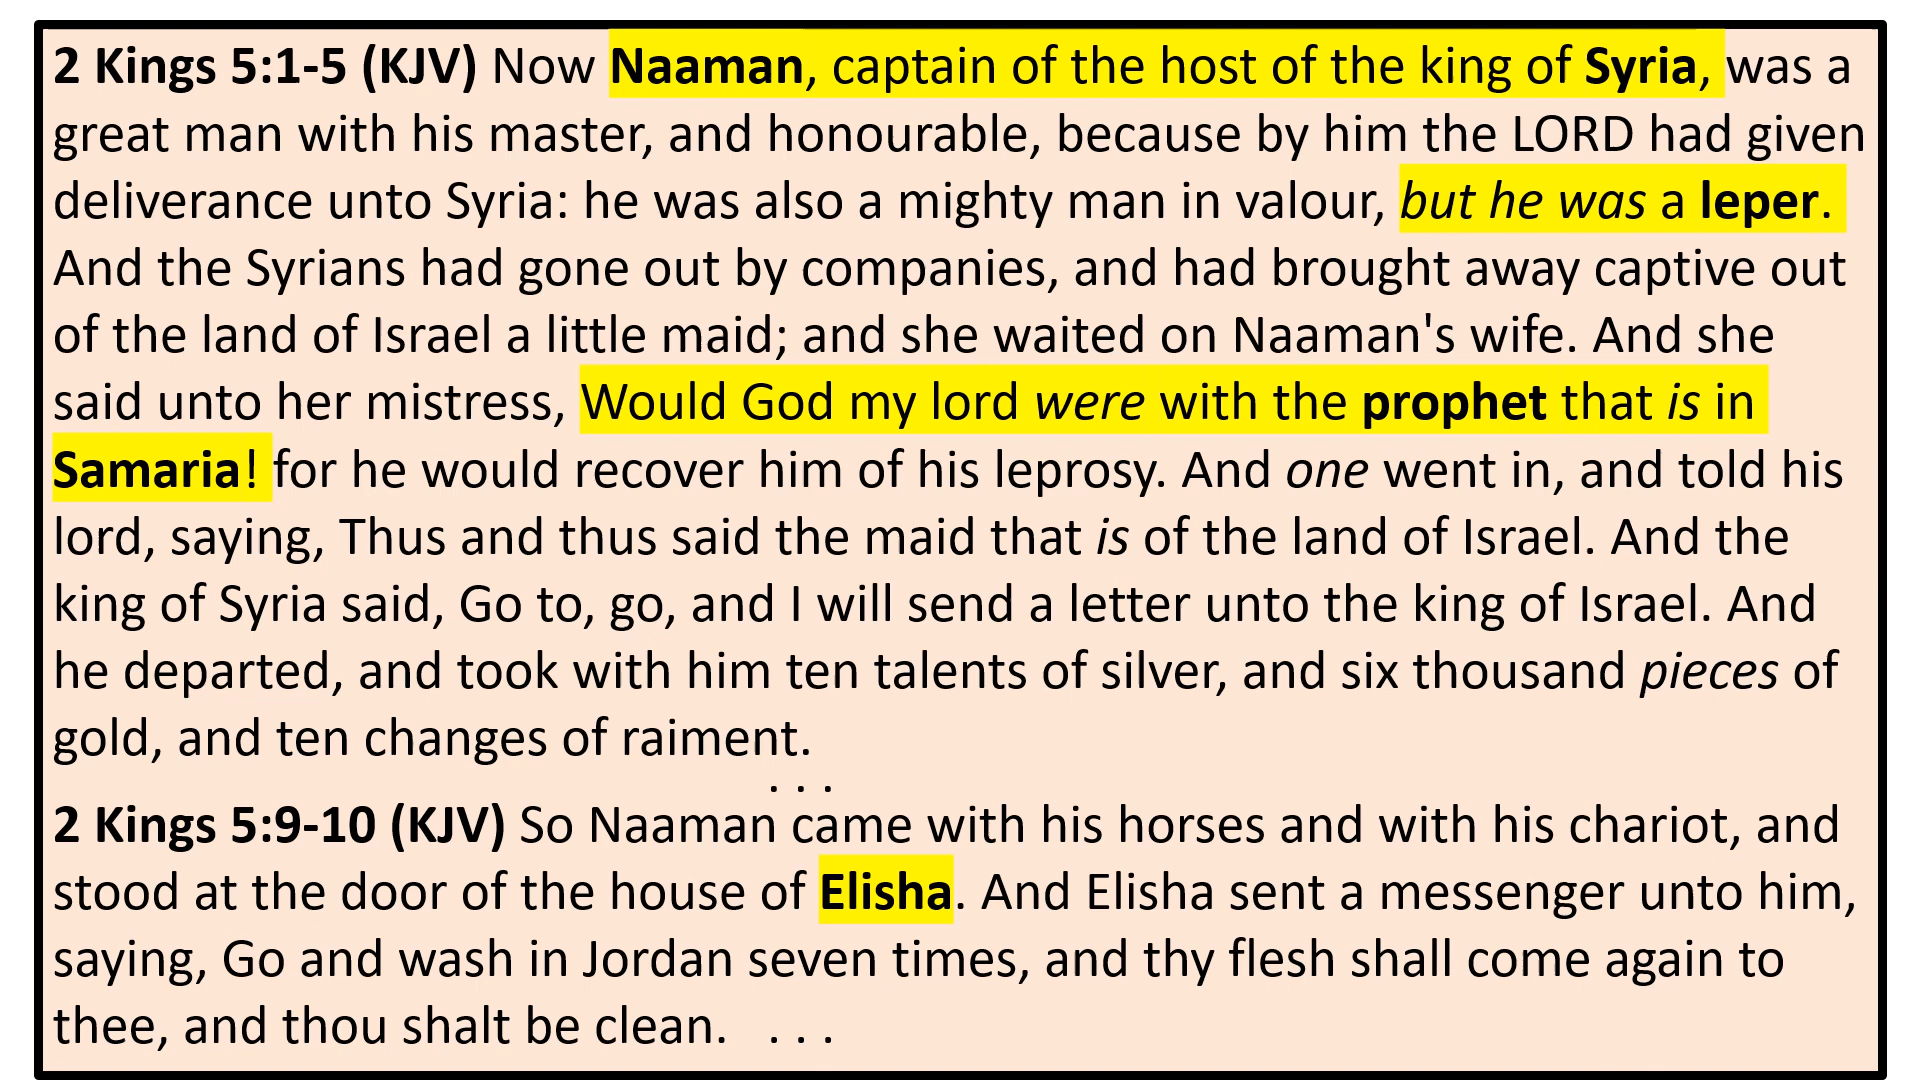 2 Kings 5:1-5 (KJV) Now Naaman, captain of the host of the king of Syria, was a
great man with his master, and honourable, because by him the LORD had given
deliverance unto Syria: he was also a mighty man in valour, but he was a leper.
And the Syrians had gone out by companies, and had brought away captive out
of the land of Israel a little maid; and she waited on Naaman's wife. And she
said unto her mistress, Would God my lord were with the prophet that is in
Samaria! for he would recover him of his leprosy. And one went in, and told his
lord, saying, Thus and thus said the maid that is of the land of Israel. And the
king of Syria said, Go to, go, and I will send a letter unto the king of Israel. And
he departed, and took with him ten talents of silver, and six thousand pieces of
gold, and ten changes of raiment.
. . .
2 Kings 5:9-10 (KJV) So Naaman came with his horses and with his chariot, and
stood at the door of the house of Elisha. And Elisha sent a messenger unto him,
saying, Go and wash in Jordan seven times, and thy flesh shall come again to
thee, and thou shalt be clean. . . .